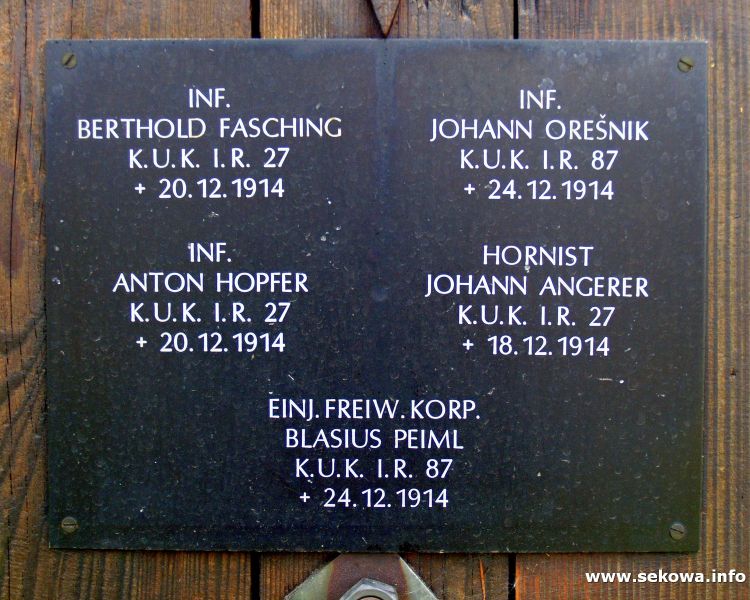 INF.
BERTHOLD FASCHING
K.U.K. I.R. 27
+ 20.12.1914
INF.
JOHANN OREŠNIK
K.U.K. I.R. 87
+ 24.12.1914
INF.
ANTON HOPFER
K.U.K. I.R. 27
+ 20.12.1914
HORNIST
JOHANN ANGERER
K.U.K. I.R. 27
+ 18.12.1914
EINJ. FREIW. KORP.
BLASIUS PEIML
K.U.K. I.R. 87
+ 24.12.1914
www.sekowa.info